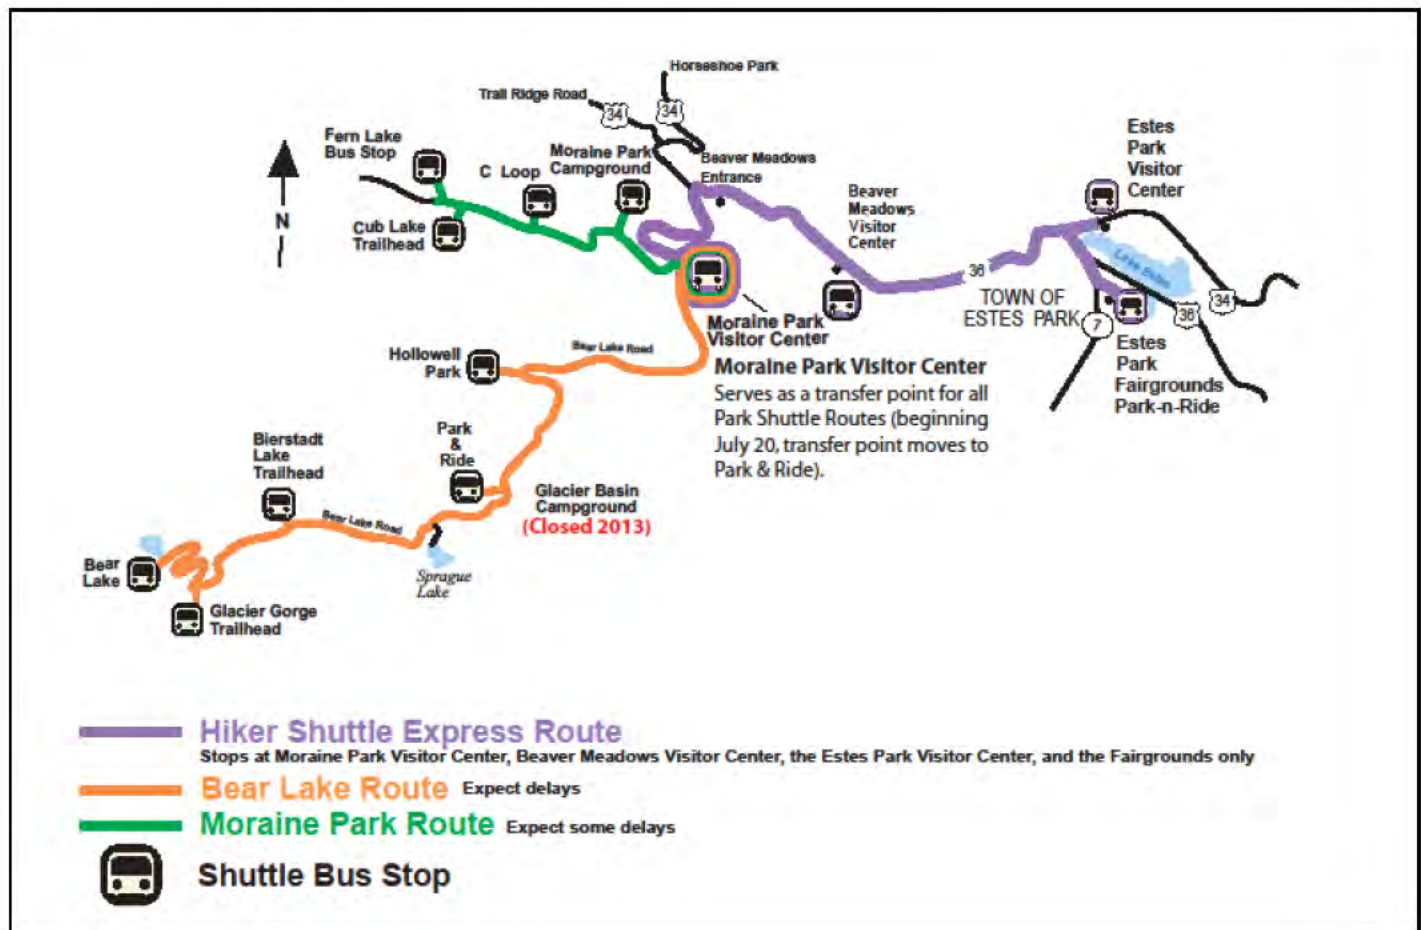 Horseshoe Park
Trail Ridge Road
34
34
Fern Lake
Bus Stop
C Loop
Moraine Park
Campground
Beaver Meadows
Entrance
Estes
Park
Visitor
Center
N
Cub Lake
Trailhead
Beaver
Meadows
Visitor
Center
36
Lake Estes
TOWN OF
ESTES PARK
7
36
34
Moraine Park
Visitor Center
Estes
Park
Fairgrounds
Park-n-Ride
Hollowell
Park
Bear Lake Road
Moraine Park Visitor Center
Serves as a transfer point for all
Park Shuttle Routes (beginning
July 20, transfer point moves to
Park & Ride).
Park
&
Ride
Bierstadt
Lake
Trailhead
Glacier Basin
Campground
(Closed 2013)
Bear Lake Road
Bear
Lake
Sprague
Lake
Glacier Gorge
Trailhead
Hiker Shuttle Express Route
Stops at Moraine Park Visitor Center, Beaver Meadows Visitor Center, the Estes Park Visitor Center, and the Fairgrounds only
Bear Lake Route Expect delays
Moraine Park Route Expect some delays
Shuttle Bus Stop